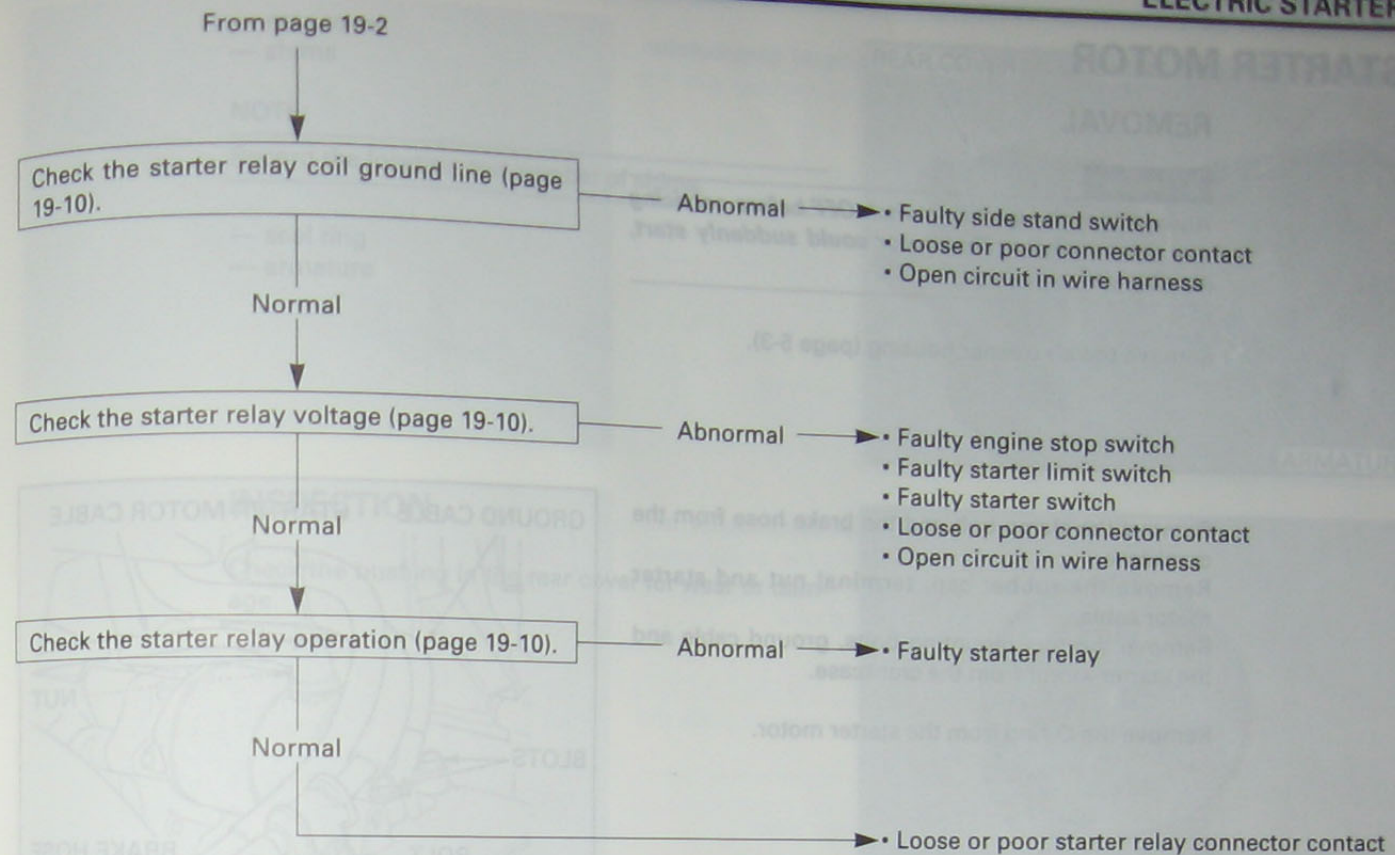 ELECTRIC STARTER
From page 19-2
Check the starter relay coil ground line (page
19-10).
Abnormal
• Faulty side stand switch
• Loose or poor connector contact
• Open circuit in wire harness
Normal
Check the starter relay voltage (page 19-10).
Abnormal
• Faulty engine stop switch
• Faulty starter limit switch
• Faulty starter switch
• Loose or poor connector contact
• Open circuit in wire harness
Normal
Check the starter relay operation (page 19-10).
Abnormal
• Faulty starter relay
Normal
• Loose or poor starter relay connector contact